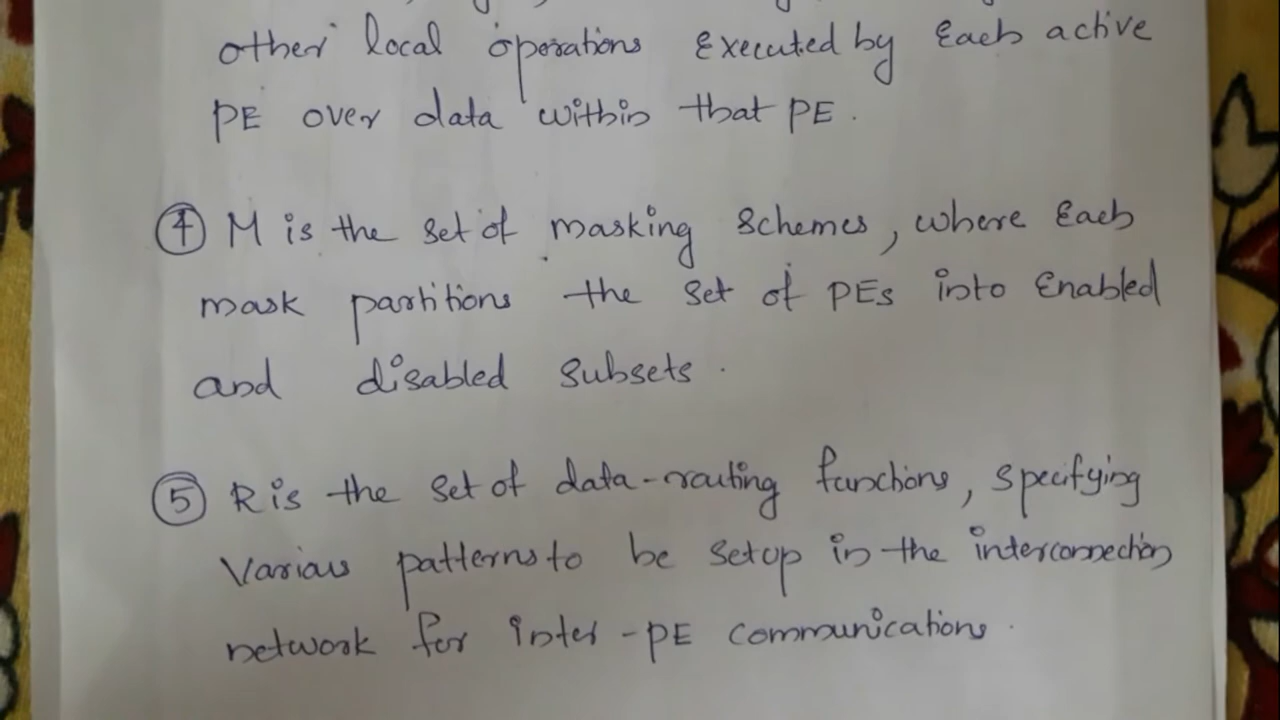 other local operations Executed by Each active
PE over data within that PE.
④ M is the set of masking schemes, where Each
mask partitions the set of PEs into Enabled
and disabled subsets.
⑤ R is the set of data-routing functions, specifying
Various patterns to be setup in the interconnection
network for inter-PE communications.